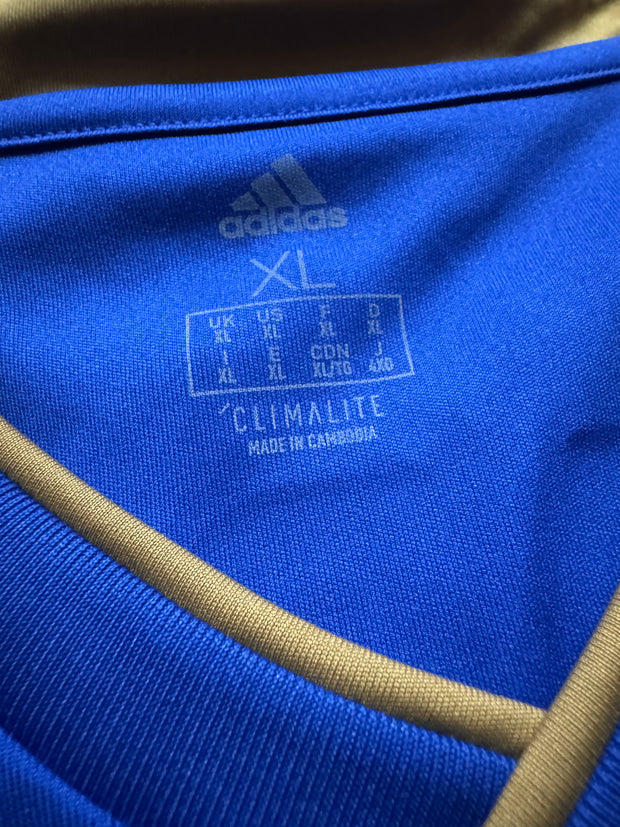 adidas
XL
UK US F D
XL XL XL XL
I E CDN J
XL XL XL/TG 4XO
CLIMALITE
MADE IN CAMBODIA